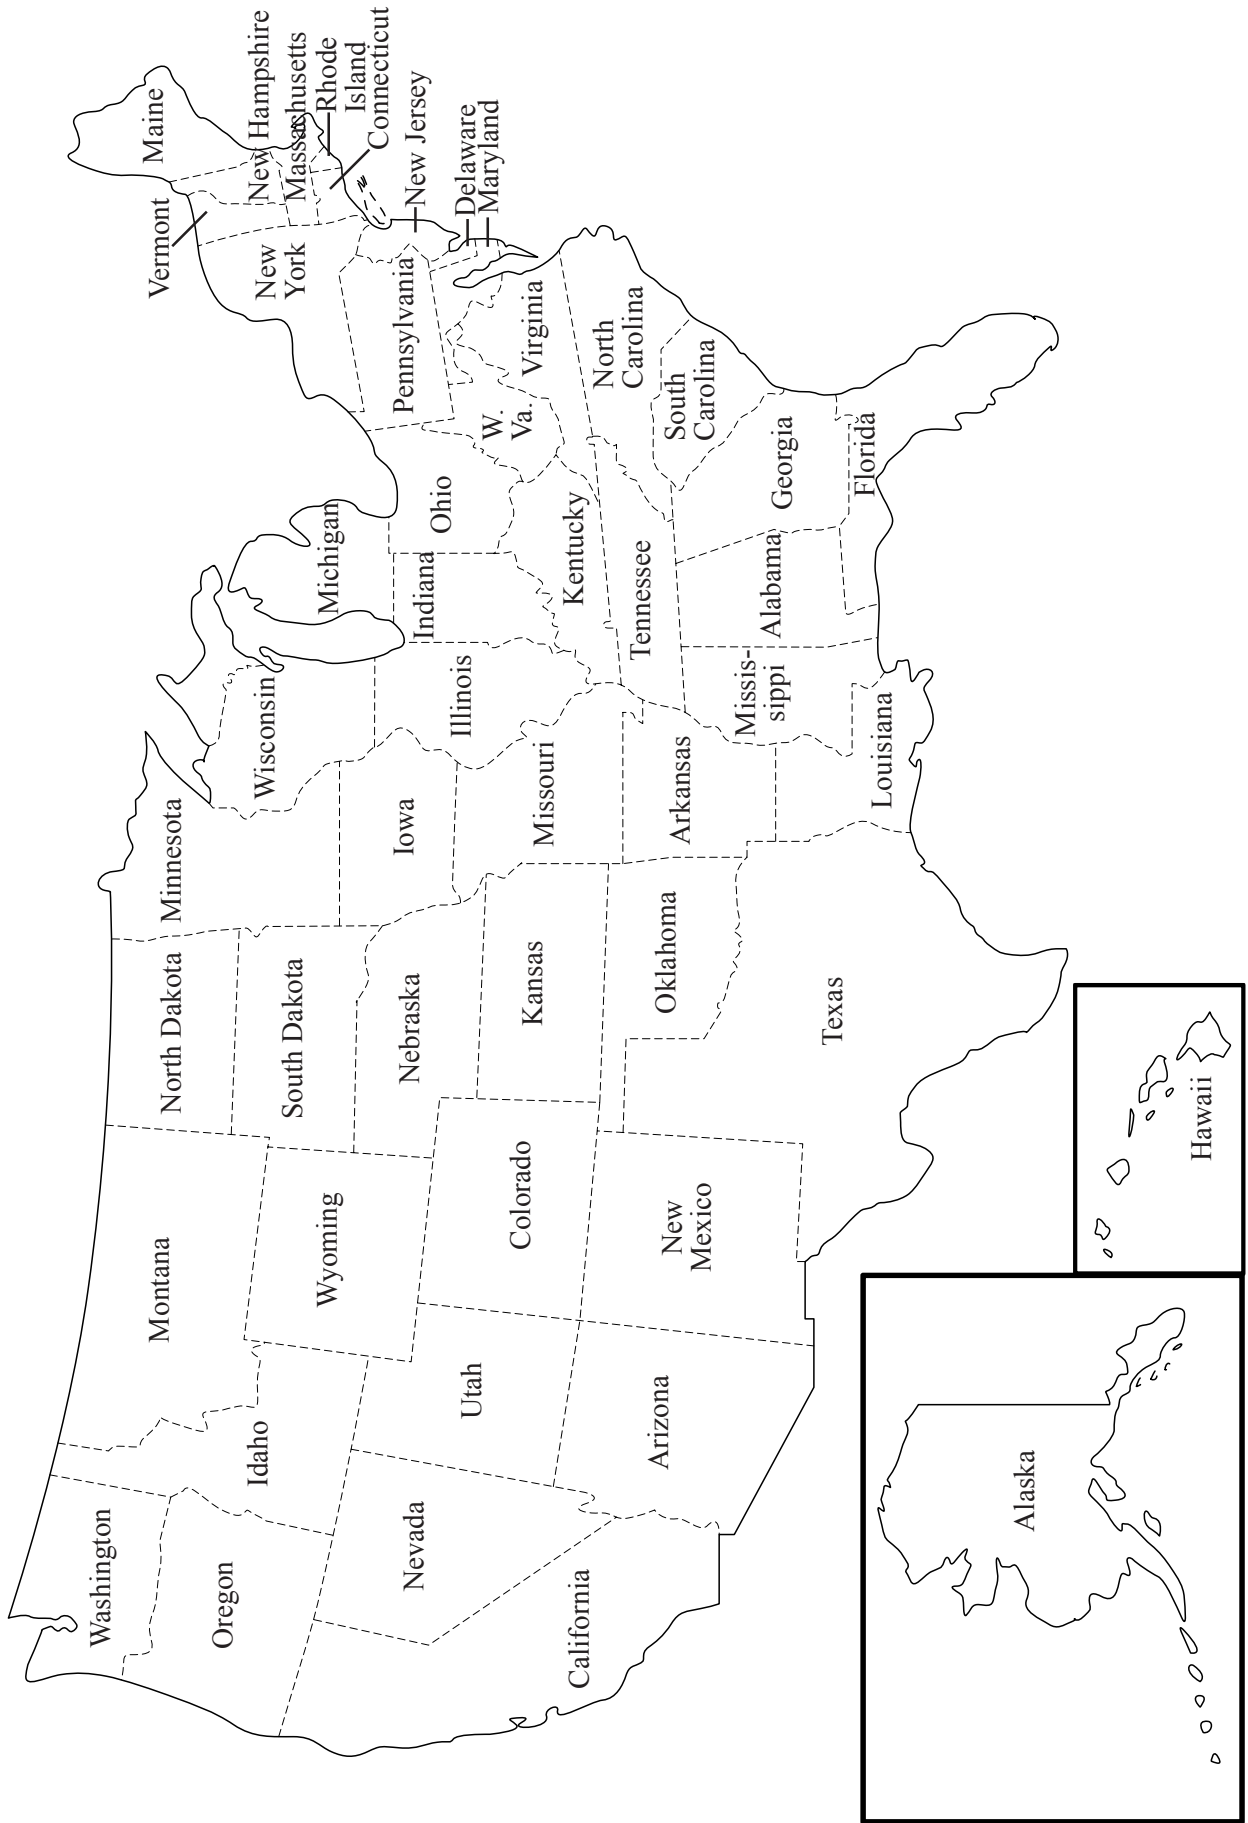 Washington
Oregon
California
Nevada
Idaho
Montana
Wyoming
Utah
Arizona
Colorado
New
Mexico
North Dakota
South Dakota
Nebraska
Kansas
Oklahoma
Texas
Minnesota
Iowa
Missouri
Arkansas
Louisiana
Wisconsin
Illinois
Missis-
sippi
Michigan
Indiana
Kentucky
Tennessee
Alabama
Ohio
W.
Va.
Georgia
Florida
South
Carolina
North
Carolina
Virginia
Pennsylvania
New
York
Vermont
Maine
New Hampshire
Massachusetts
Rhode
Island
Connecticut
New Jersey
Delaware
Maryland
Alaska
Hawaii